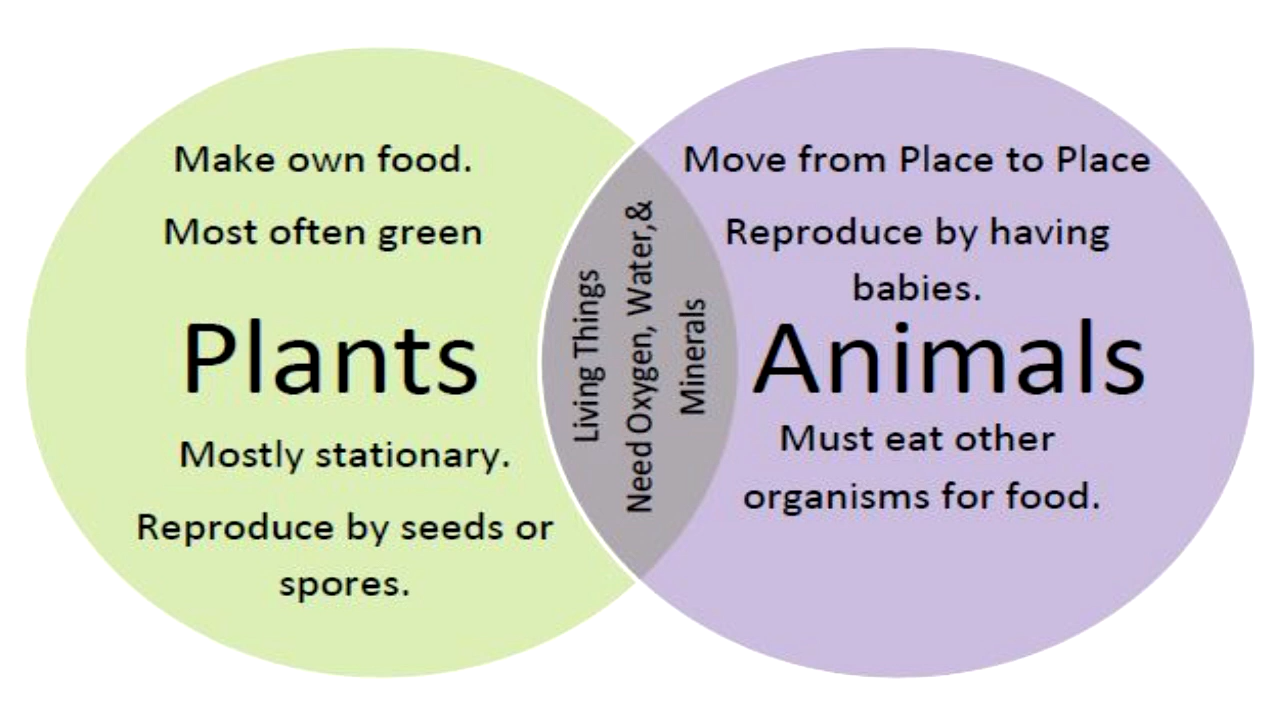 Make own food.
Most often green
Plants
Mostly stationary.
Reproduce by seeds or
spores.
Living Things
Need Oxygen, Water,&
Minerals
Move from Place to Place
Reproduce by having
babies.
Animals
Must eat other
organisms for food.